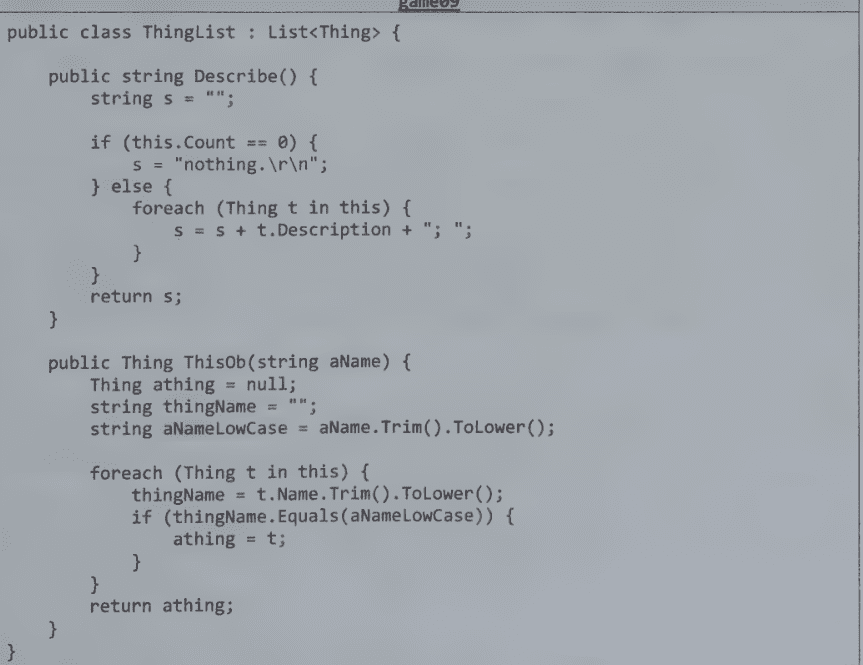 game09
public class ThingList : List<Thing> {

    public string Describe() {
        string s = "";

        if (this.Count == 0) {
            s = "nothing.\r\n";
        } else {
            foreach (Thing t in this) {
                s = s + t.Description + "; ";
            }
        }
        return s;
    }

    public Thing ThisOb(string aName) {
        Thing athing = null;
        string thingName = "";
        string aNameLowCase = aName.Trim().ToLower();

        foreach (Thing t in this) {
            thingName = t.Name.Trim().ToLower();
            if (thingName.Equals(aNameLowCase)) {
                athing = t;
            }
        }
        return athing;
    }
}